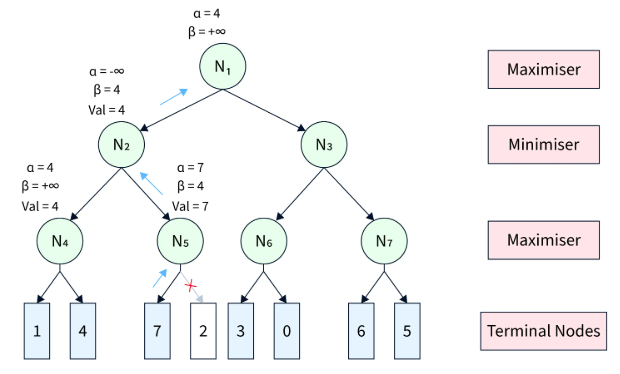 α = 4
β = +∞
N₁
Maximiser
α = -∞
β = 4
Val = 4
N₂
N₃
Minimiser
α = 4
β = +∞
Val = 4
α = 7
β = 4
Val = 7
N₄
N₅
N₆
N₇
Maximiser
1
4
7
2
3
0
6
5
Terminal Nodes